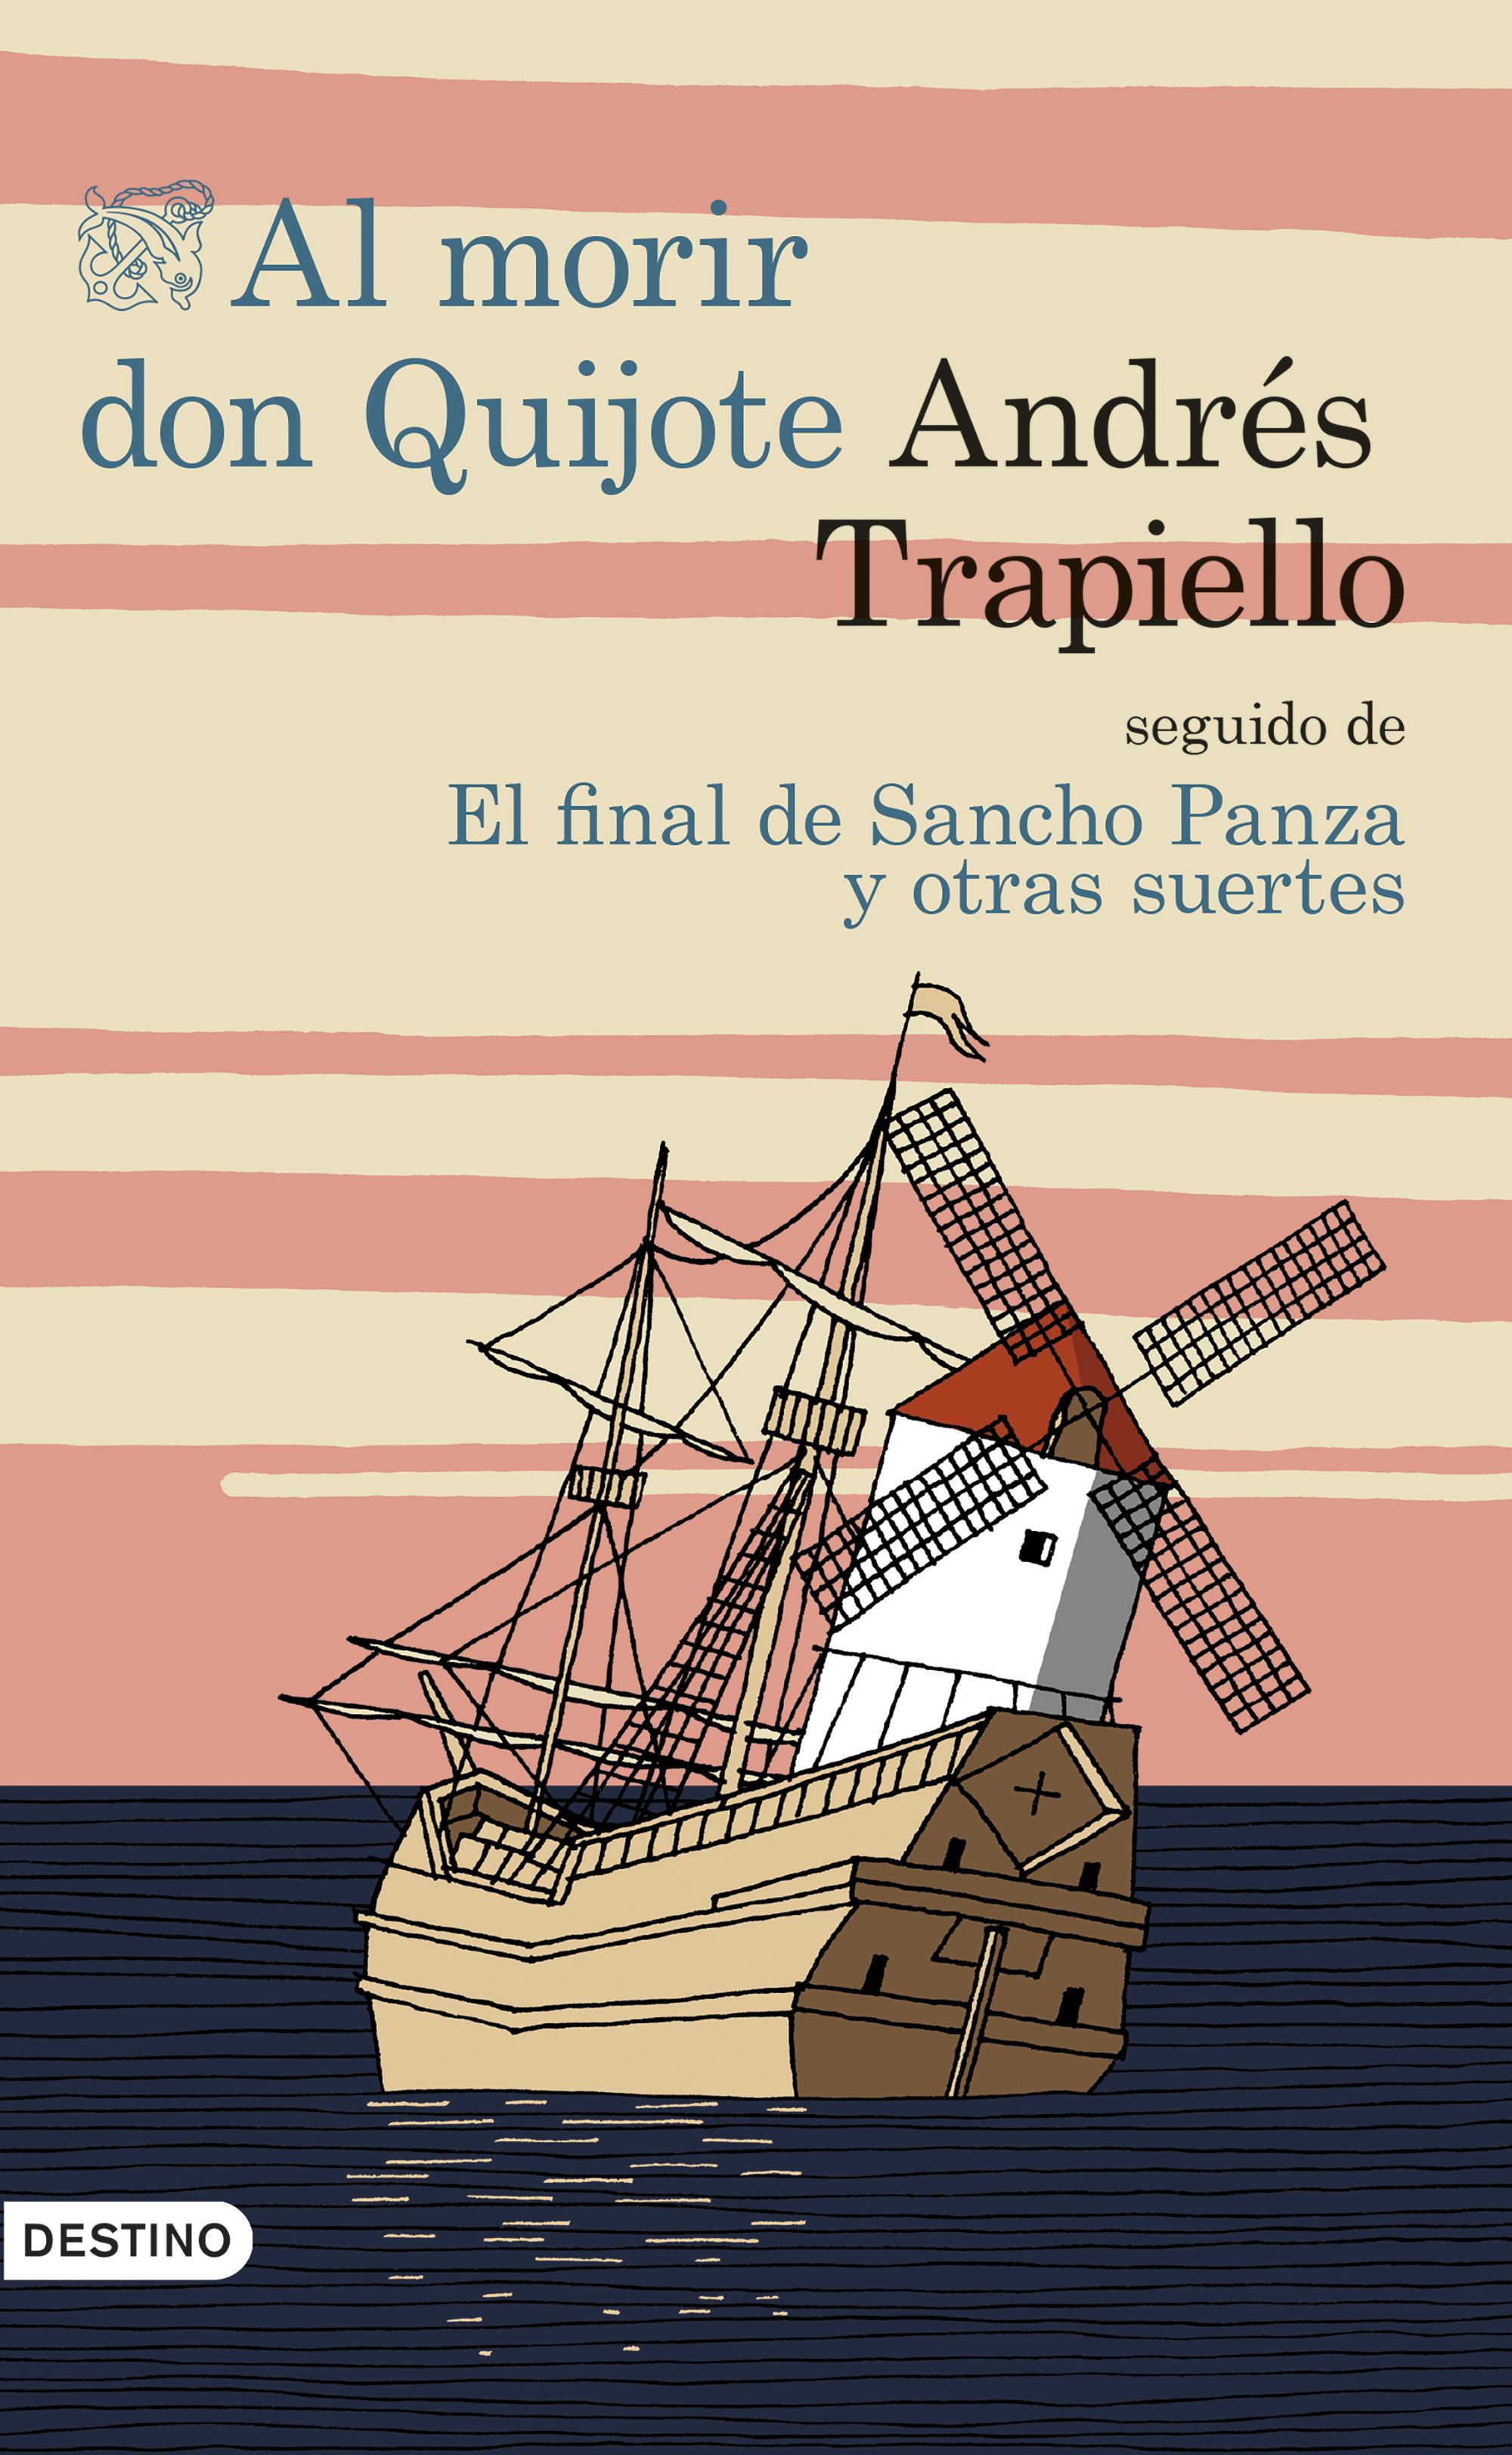 Al morir
don Quijote Andrés
Trapiello
seguido de
El final de Sancho Panza
y otras suertes
DESTINO